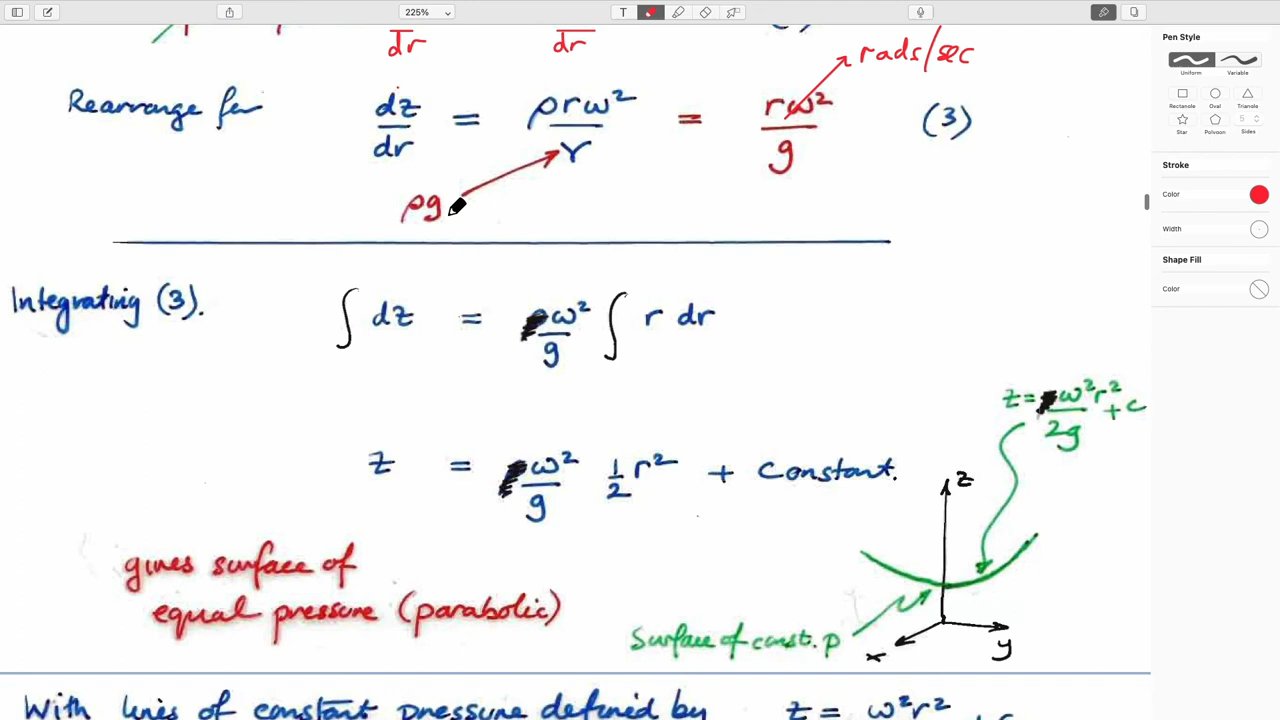 225%
T
dr dr
rads/sec
Rearrange for dz/dr = ρrω²/γ = rω²/g (3)
ρg
Integrating (3). ∫ dz = ω²/g ∫ r dr
z = ω²r²/2g + c
z = ω²/g 1/2 r² + constant.
z
gives surface of
equal pressure (parabolic)
Surface of const. p
x y
With lines of constant pressure defined by z = ω²r²
Pen Style
Uniform Variable
Rectangle Oval Triangle
5
Star Polygon Sides
Stroke
Color
Width
Shape Fill
Color